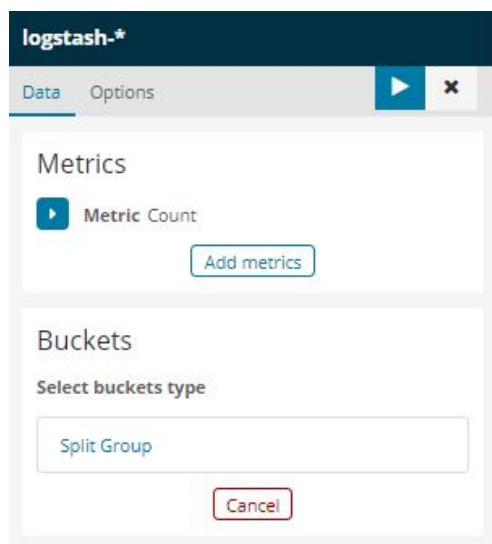 logstash-*
Data Options
Metrics
Metric Count
Add metrics
Buckets
Select buckets type
Split Group
Cancel